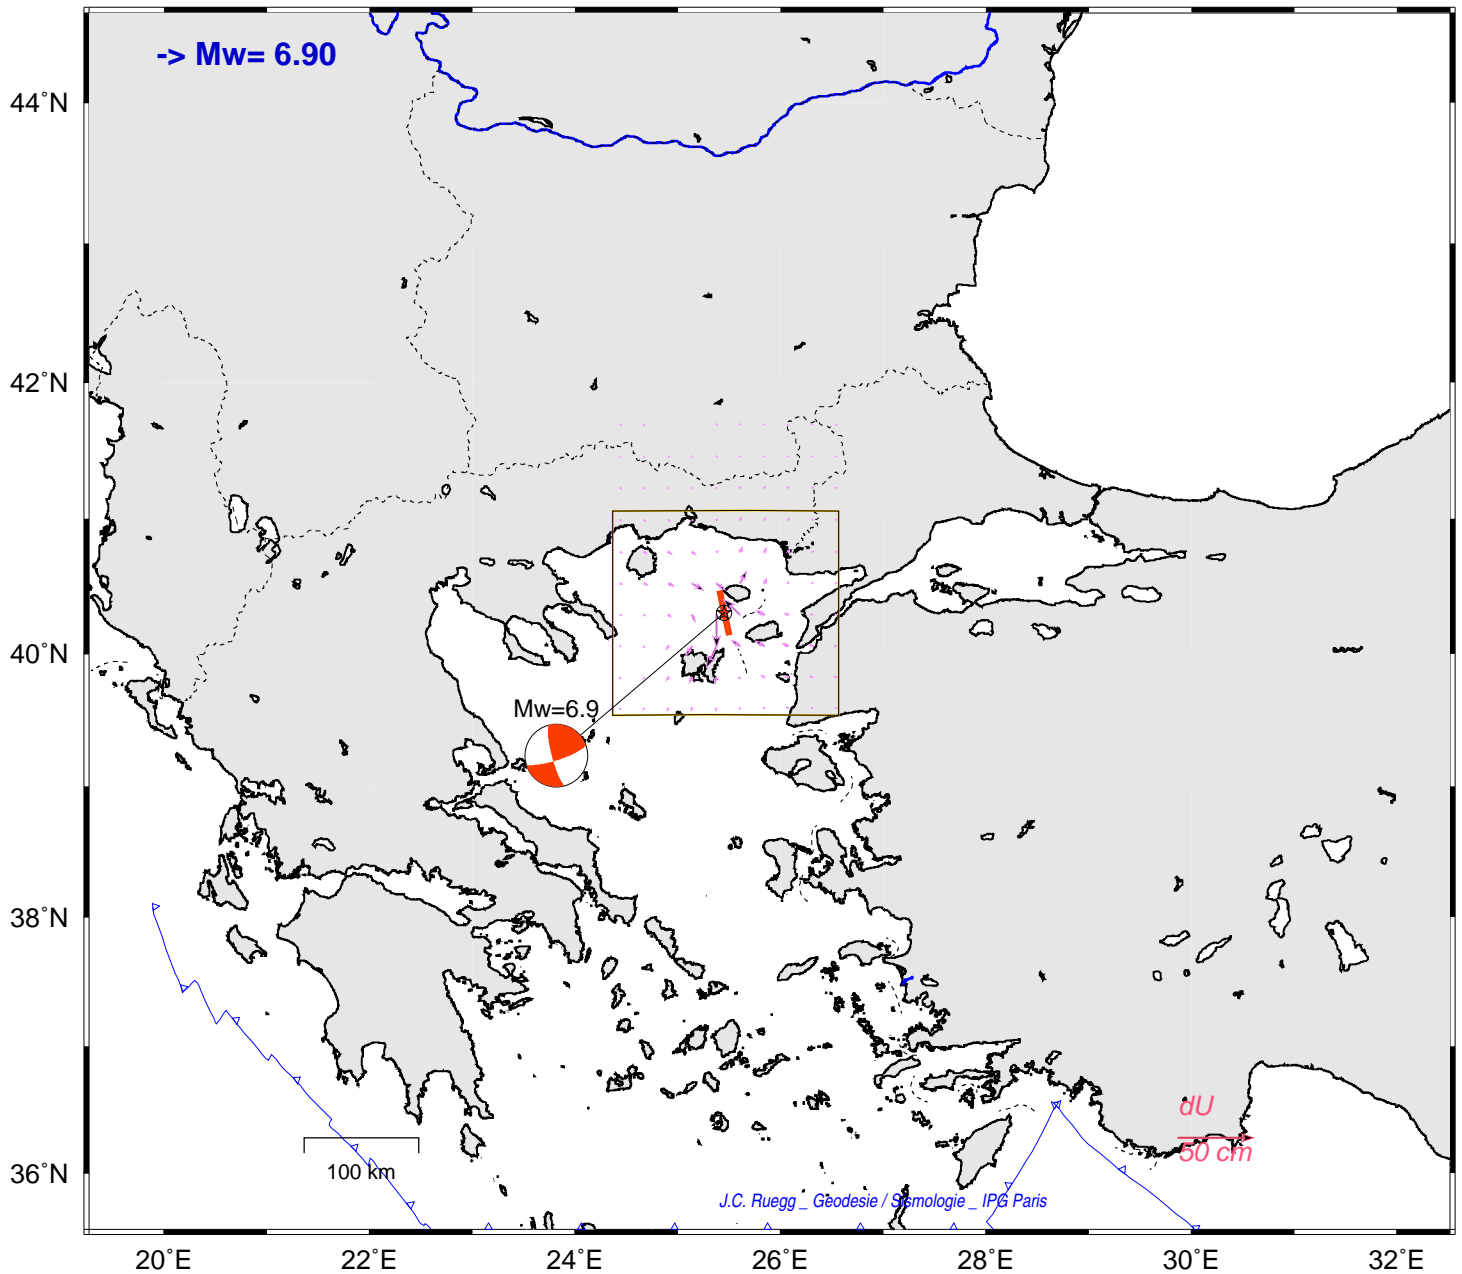 -> Mw= 6.90
44˚N
42˚N
40˚N
Mw=6.9
38˚N
dU
50 cm
100 km
36˚N
J.C. Ruegg _ Geodesie / Sismologie _ IPG Paris
20˚E
22˚E
24˚E
26˚E
28˚E
30˚E
32˚E